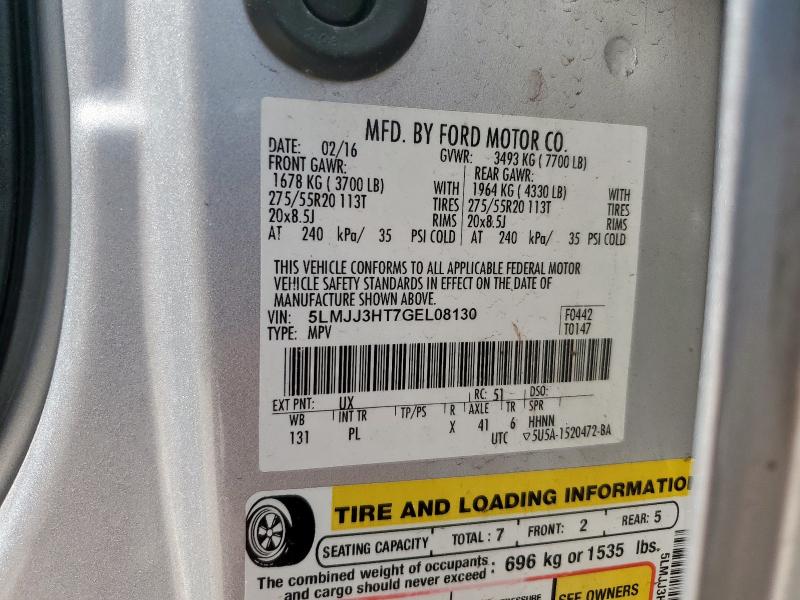 MFD. BY FORD MOTOR CO.
DATE: 02/16 GVWR: 3493 KG ( 7700 LB)
FRONT GAWR: REAR GAWR:
1678 KG ( 3700 LB) WITH 1964 KG ( 4330 LB) WITH
275/55R20 113T TIRES 275/55R20 113T TIRES
20x8.5J RIMS 20x8.5J RIMS
AT 240 kPa/ 35 PSI COLD AT 240 kPa/ 35 PSI COLD
THIS VEHICLE CONFORMS TO ALL APPLICABLE FEDERAL MOTOR
VEHICLE SAFETY STANDARDS IN EFFECT ON THE DATE OF
MANUFACTURE SHOWN ABOVE.
VIN: 5LMJJ3HT7GEL08130 F0442
TYPE: MPV T0147
EXT PNT: UX RC: 51 DSO:
WB INT TR TP/PS R AXLE TR SPR
131 PL X 41 6 HHNN
UTC ▽5U5A-1520472-BA
TIRE AND LOADING INFORMATIO
SEATING CAPACITY TOTAL : 7 FRONT: 2 REAR: 5
The combined weight of occupants
and cargo should never exceed : 696 kg or 1535 lbs.
SEE OWNERS
5LMJJ3H